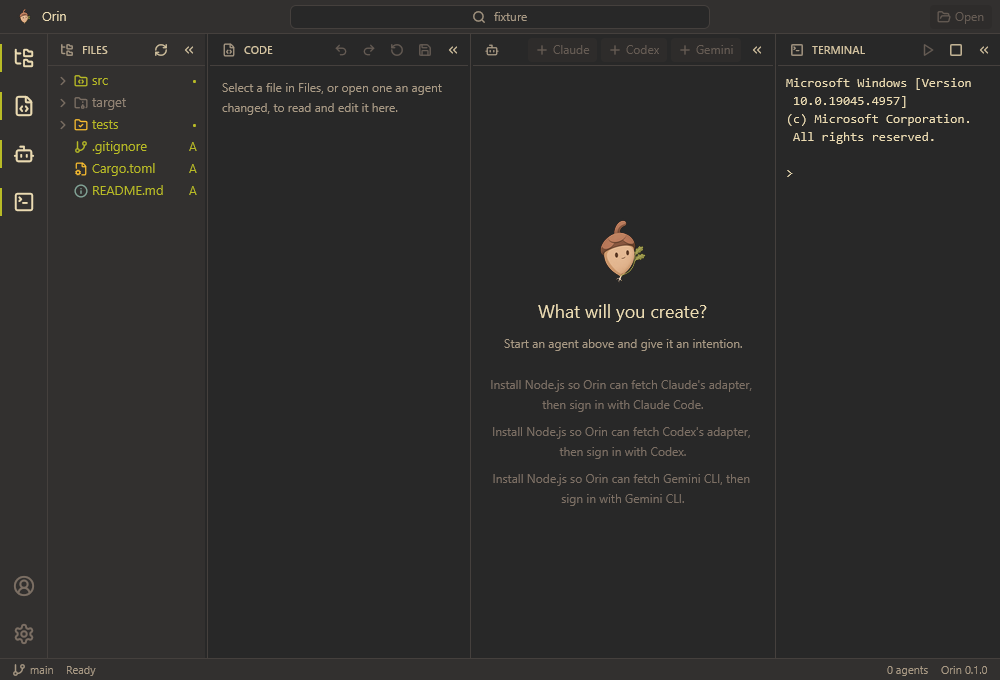 Orin
fixture
Open
FILES
src
target
tests
.gitignore A
Cargo.toml A
README.md A
CODE
Select a file in Files, or open one an agent
changed, to read and edit it here.
Claude
Codex
Gemini
What will you create?
Start an agent above and give it an intention.
Install Node.js so Orin can fetch Claude's adapter,
then sign in with Claude Code.
Install Node.js so Orin can fetch Codex's adapter,
then sign in with Codex.
Install Node.js so Orin can fetch Gemini CLI, then
sign in with Gemini CLI.
TERMINAL
Microsoft Windows [Version
10.0.19045.4957]
(c) Microsoft Corporation.
All rights reserved.
>
main
Ready
0 agents
Orin 0.1.0